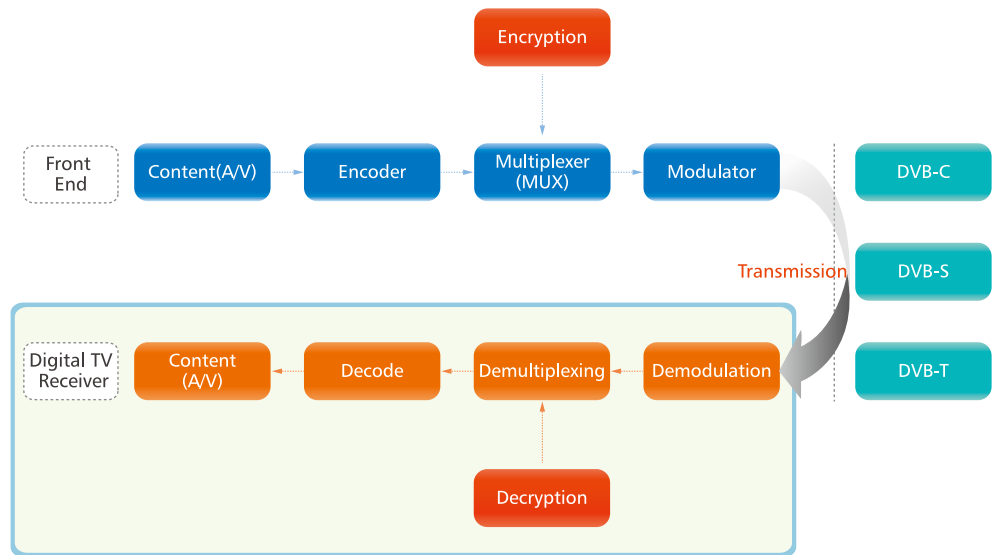 Encryption
Front
End
Content(A/V)
Encoder
Multiplexer
(MUX)
Modulator
DVB-C
Transmission
DVB-S
Digital TV
Receiver
Content
(A/V)
Decode
Demultiplexing
Demodulation
DVB-T
Decryption